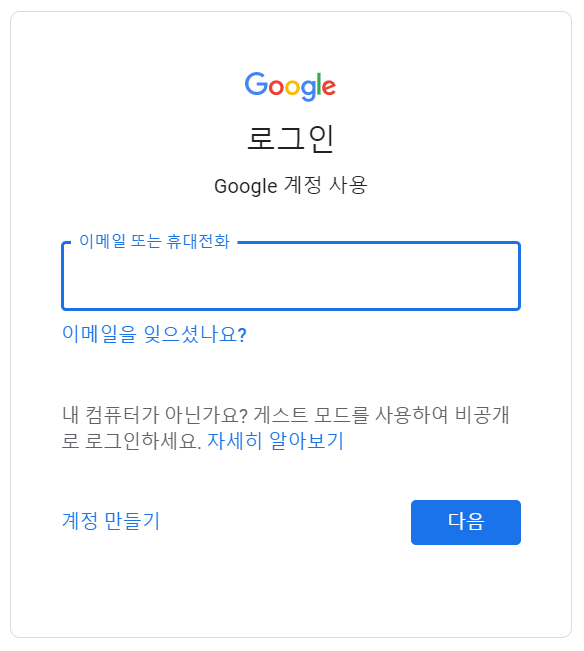 Google
로그인
Google 계정 사용
이메일 또는 휴대전화
이메일을 잊으셨나요?
내 컴퓨터가 아닌가요? 게스트 모드를 사용하여 비공개
로 로그인하세요. 자세히 알아보기
계정 만들기
다음